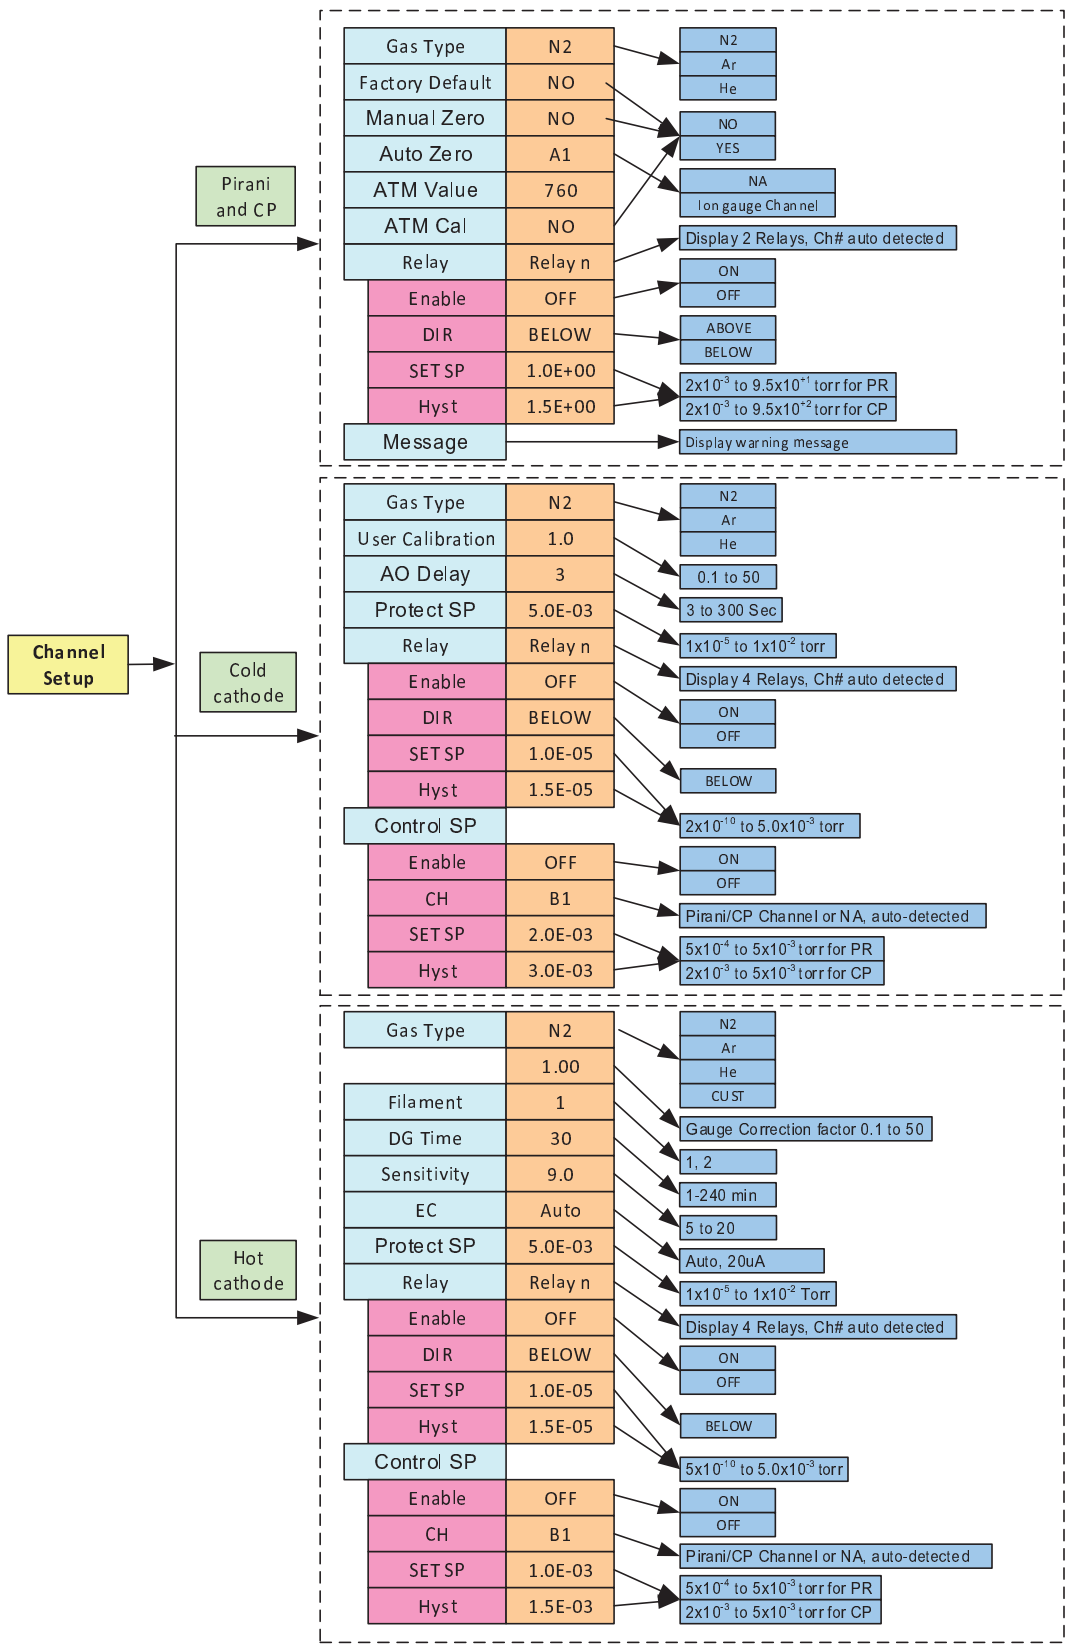 Channel
Setup
Pirani
and CP
Gas Type N2
Factory Default NO
Manual Zero NO
Auto Zero A1
ATM Value 760
ATM Cal NO
Relay Relay n
Enable OFF
DIR BELOW
SET SP 1.0E+00
Hyst 1.5E+00
Message
N2
Ar
He
NO
YES
NA
Ion gauge Channel
Display 2 Relays, Ch# auto detected
ON
OFF
ABOVE
BELOW
2x10⁻³ to 9.5x10⁺¹ torr for PR
2x10⁻³ to 9.5x10⁺² torr for CP
Display warning message
Cold
cathode
Gas Type N2
User Calibration 1.0
AO Delay 3
Protect SP 5.0E-03
Relay Relay n
Enable OFF
DIR BELOW
SET SP 1.0E-05
Hyst 1.5E-05
Control SP
Enable OFF
CH B1
SET SP 2.0E-03
Hyst 3.0E-03
N2
Ar
He
0.1 to 50
3 to 300 Sec
1x10⁻⁵ to 1x10⁻² torr
Display 4 Relays, Ch# auto detected
ON
OFF
BELOW
2x10⁻¹⁰ to 5.0x10⁻³ torr
ON
OFF
Pirani/CP Channel or NA, auto-detected
5x10⁻⁴ to 5x10⁻³ torr for PR
2x10⁻³ to 5x10⁻³ torr for CP
Hot
cathode
Gas Type N2
1.00
Filament 1
DG Time 30
Sensitivity 9.0
EC Auto
Protect SP 5.0E-03
Relay Relay n
Enable OFF
DIR BELOW
SET SP 1.0E-05
Hyst 1.5E-05
Control SP
Enable OFF
CH B1
SET SP 1.0E-03
Hyst 1.5E-03
N2
Ar
He
CUST
Gauge Correction factor 0.1 to 50
1, 2
1-240 min
5 to 20
Auto, 20uA
1x10⁻⁵ to 1x10⁻² Torr
Display 4 Relays, Ch# auto detected
ON
OFF
BELOW
5x10⁻¹⁰ to 5.0x10⁻³ torr
ON
OFF
Pirani/CP Channel or NA, auto-detected
5x10⁻⁴ to 5x10⁻³ torr for PR
2x10⁻³ to 5x10⁻³ torr for CP